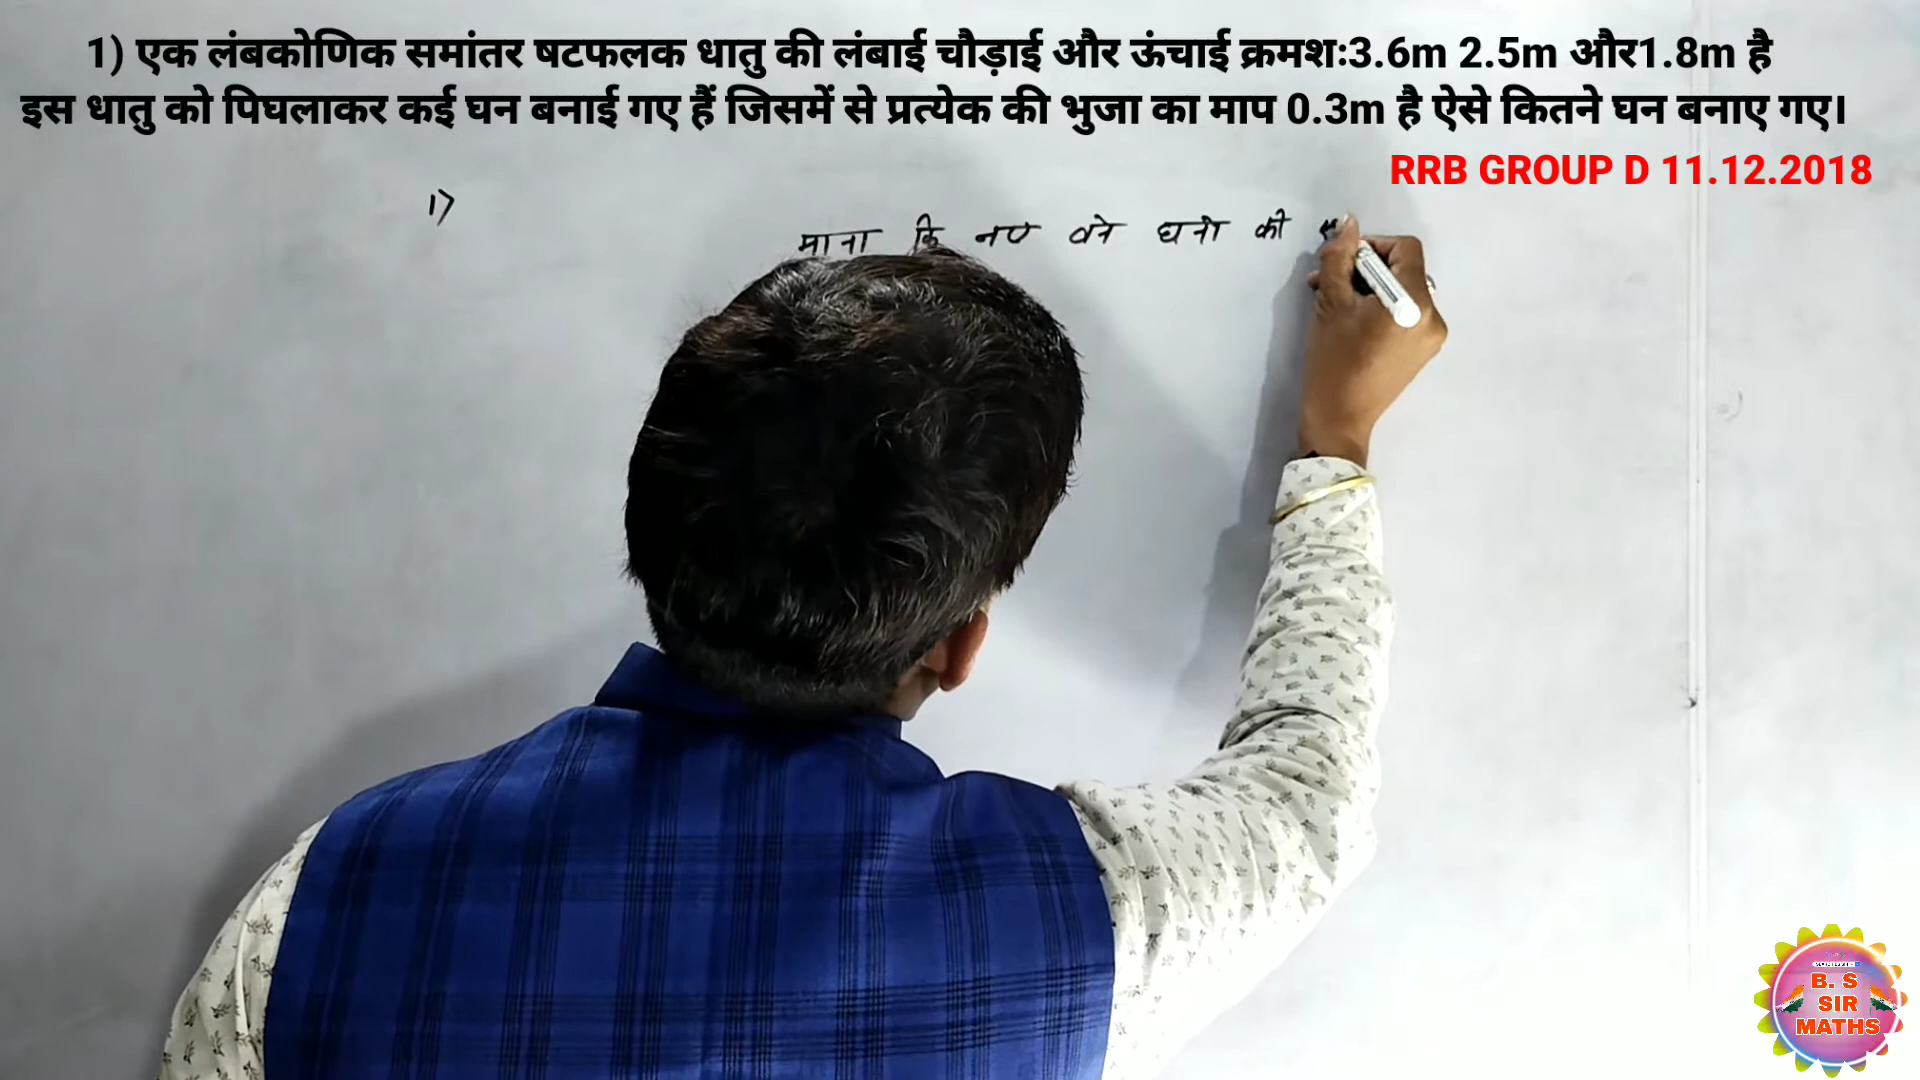 1) एक लंबकोणिक समांतर षटफलक धातु की लंबाई चौड़ाई और ऊंचाई क्रमशः3.6m 2.5m और1.8m है
इस धातु को पिघलाकर कई घन बनाई गए हैं जिसमें से प्रत्येक की भुजा का माप 0.3m है ऐसे कितने घन बनाए गए।
RRB GROUP D 11.12.2018
1)
माना कि नए बने घनो की
B. S
SIR
MATHS